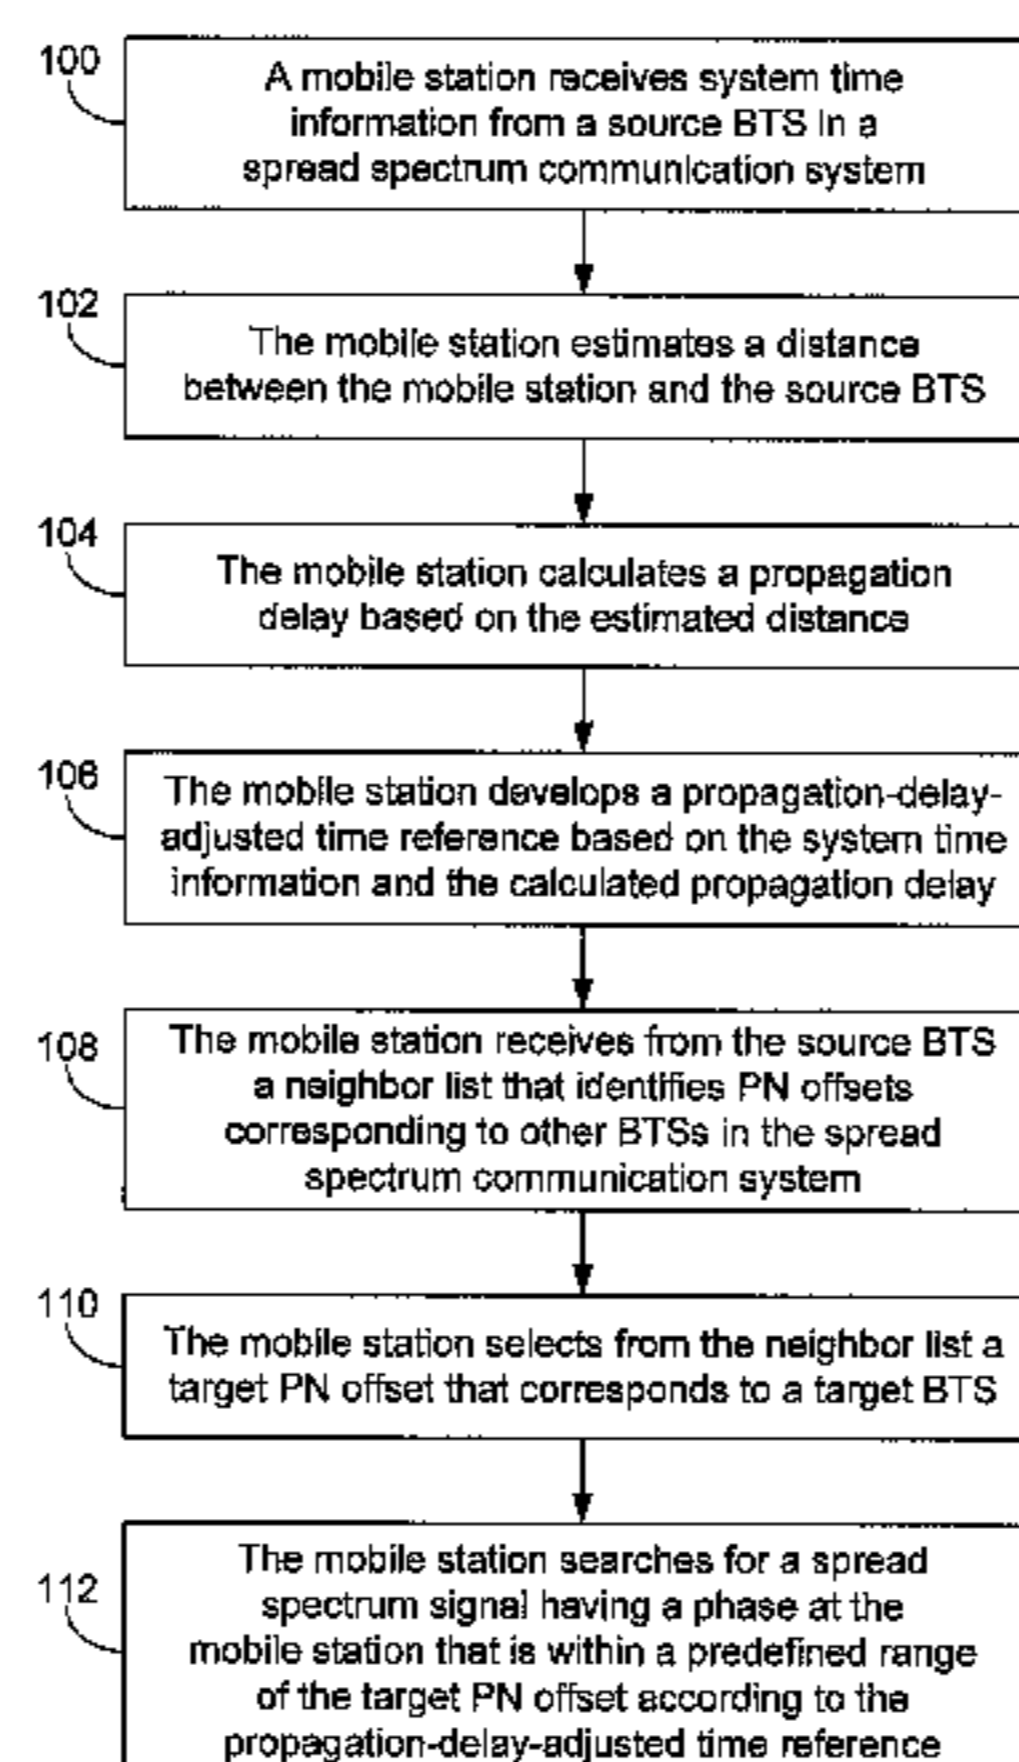 100
A mobile station receives system time
information from a source BTS in a
spread spectrum communication system
102
The mobile station estimates a distance
between the mobile station and the source BTS
104
The mobile station calculates a propagation
delay based on the estimated distance
106
The mobile station develops a propagation-delay-
adjusted time reference based on the system time
information and the calculated propagation delay
108
The mobile station receives from the source BTS
a neighbor list that identifies PN offsets
corresponding to other BTSs in the spread
spectrum communication system
110
The mobile station selects from the neighbor list a
target PN offset that corresponds to a target BTS
112
The mobile station searches for a spread
spectrum signal having a phase at the
mobile station that is within a predefined range
of the target PN offset according to the
propagation-delay-adjusted time reference